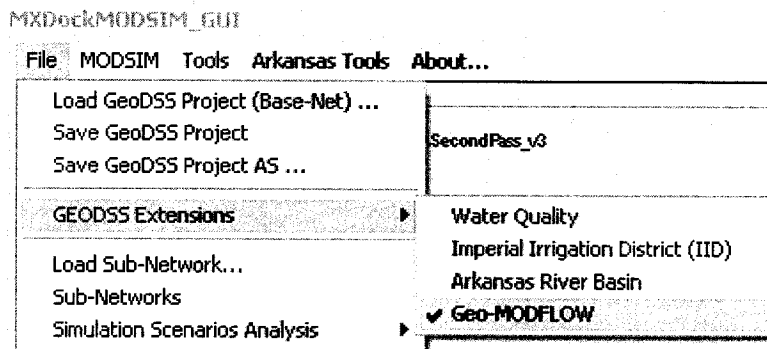 MXDockMODSIM_GUI
File MODSIM Tools Arkansas Tools About...
Load GeoDSS Project (Base-Net) ...
Save GeoDSS Project
SecondPass_v3
Save GeoDSS Project AS ...
GEODSS Extensions
Water Quality
Imperial Irrigation District (IID)
Load Sub-Network...
Arkansas River Basin
Sub-Networks
Geo-MODFLOW
Simulation Scenarios Analysis